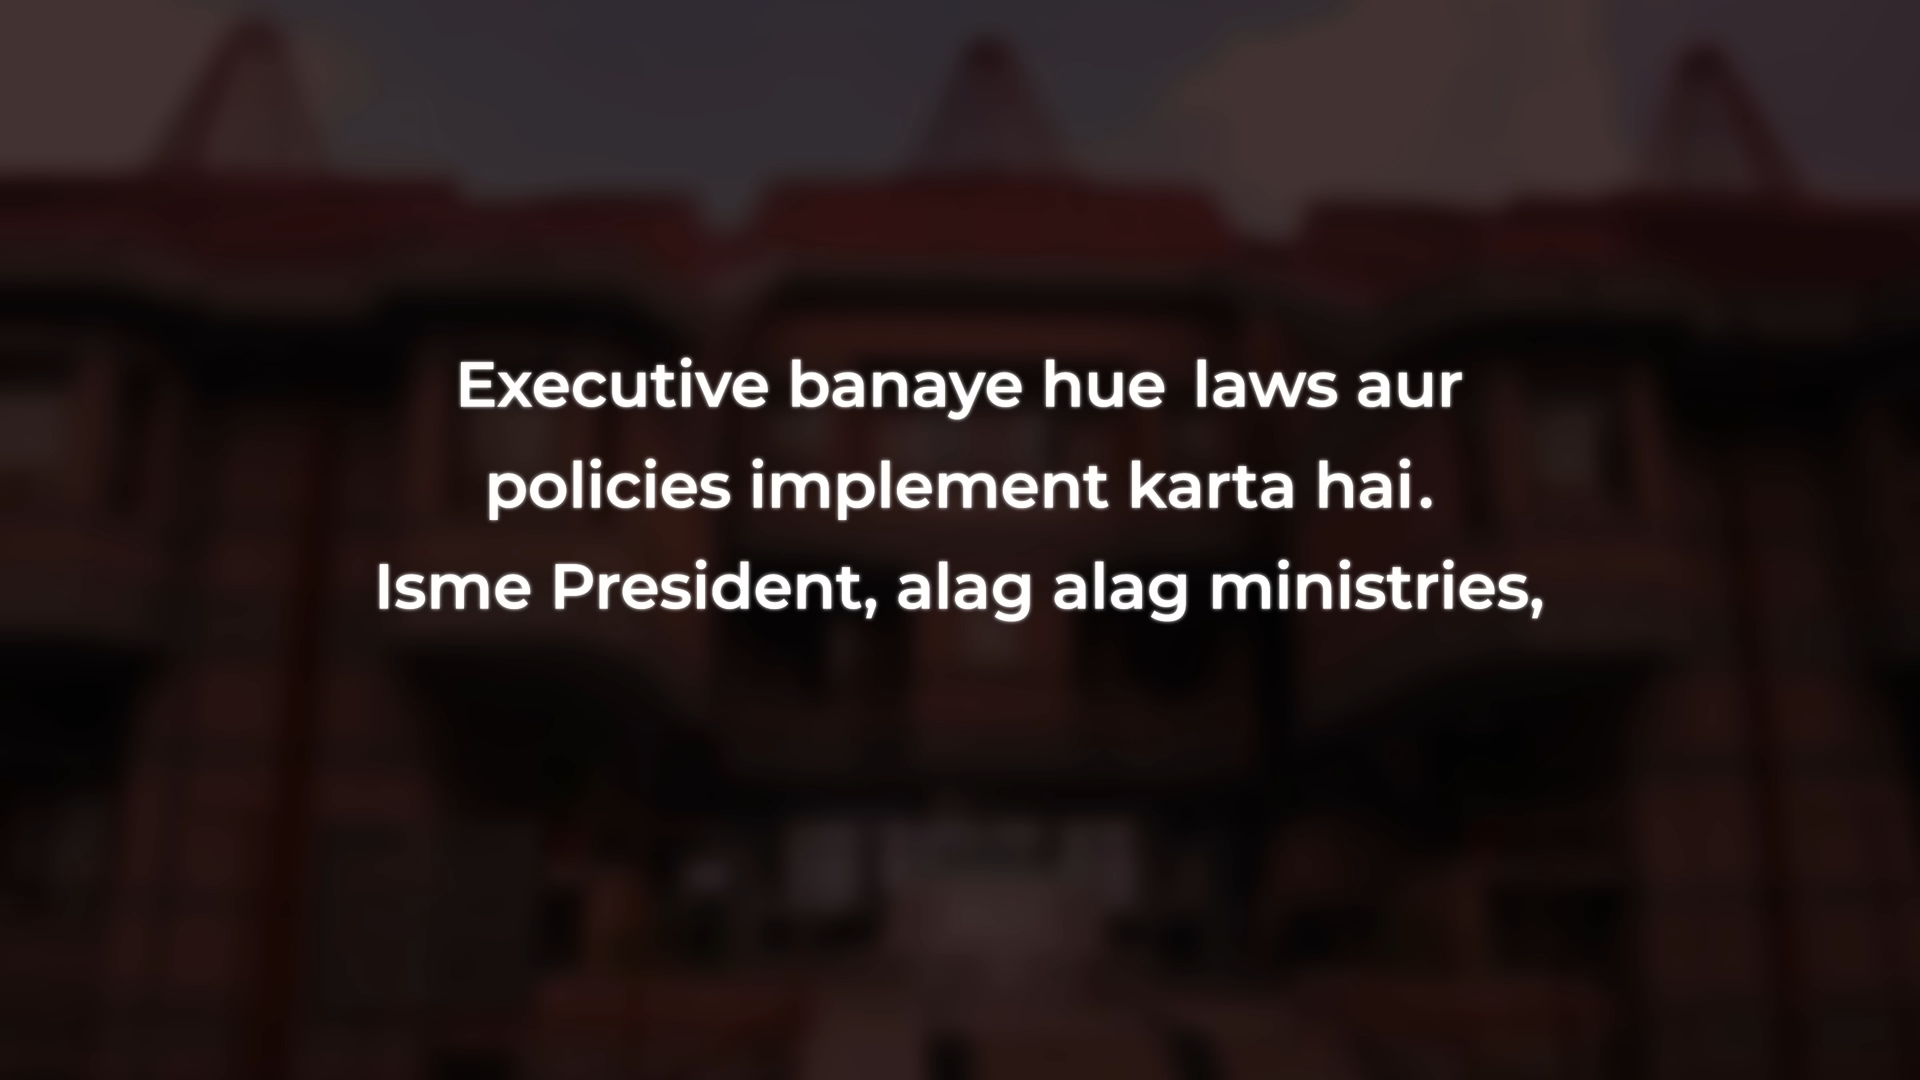 Executive banaye hue laws aur
policies implement karta hai.
Isme President, alag alag ministries,